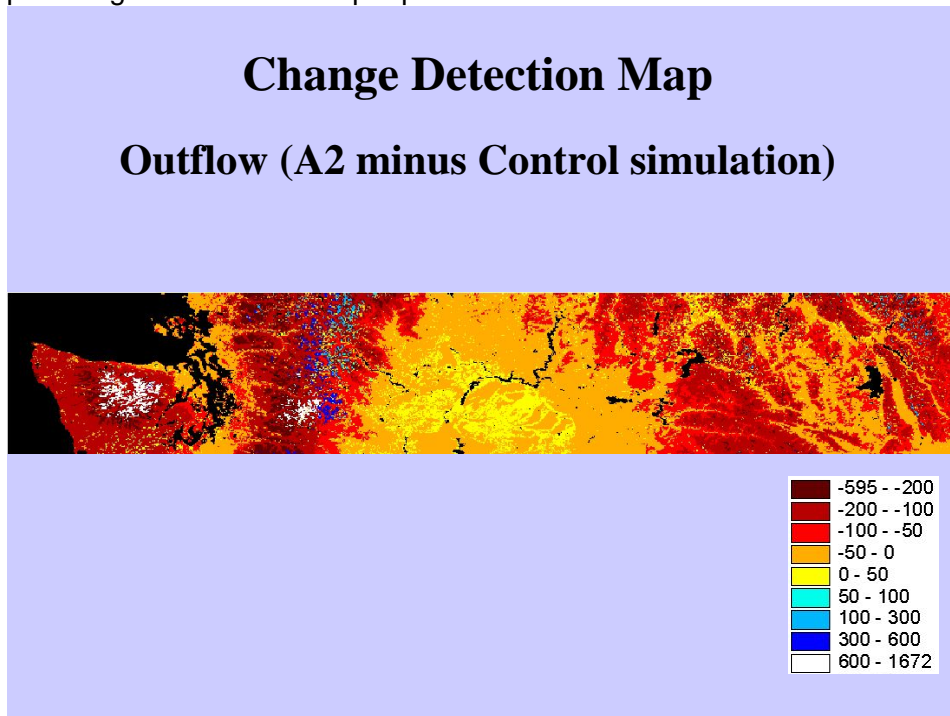 Change Detection Map
Outflow (A2 minus Control simulation)
-595 - -200
-200 - -100
-100 - -50
-50 - 0
0 - 50
50 - 100
100 - 300
300 - 600
600 - 1672